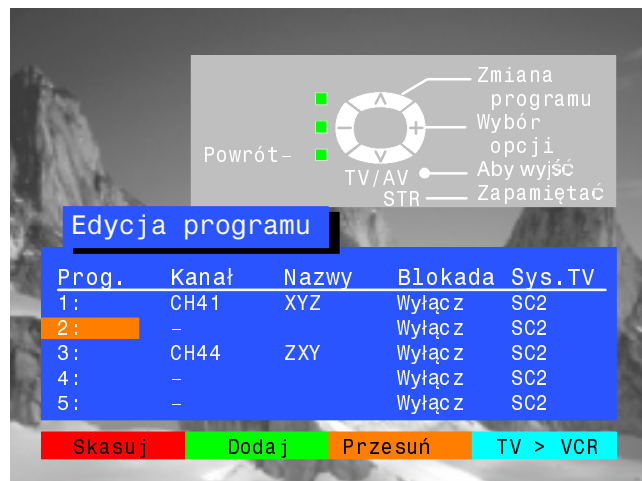 Zmiana
programu
Wybór
opcji
Powrót–
TV/AV
Aby wyjść
STR
Zapamiętać
Edycja programu
Prog. Kanał Nazwy Blokada Sys.TV
1: CH41 XYZ Wyłącz SC2
2: – Wyłącz SC2
3: CH44 ZXY Wyłącz SC2
4: – Wyłącz SC2
5: – Wyłącz SC2
Skasuj Dodaj Przesuń TV > VCR